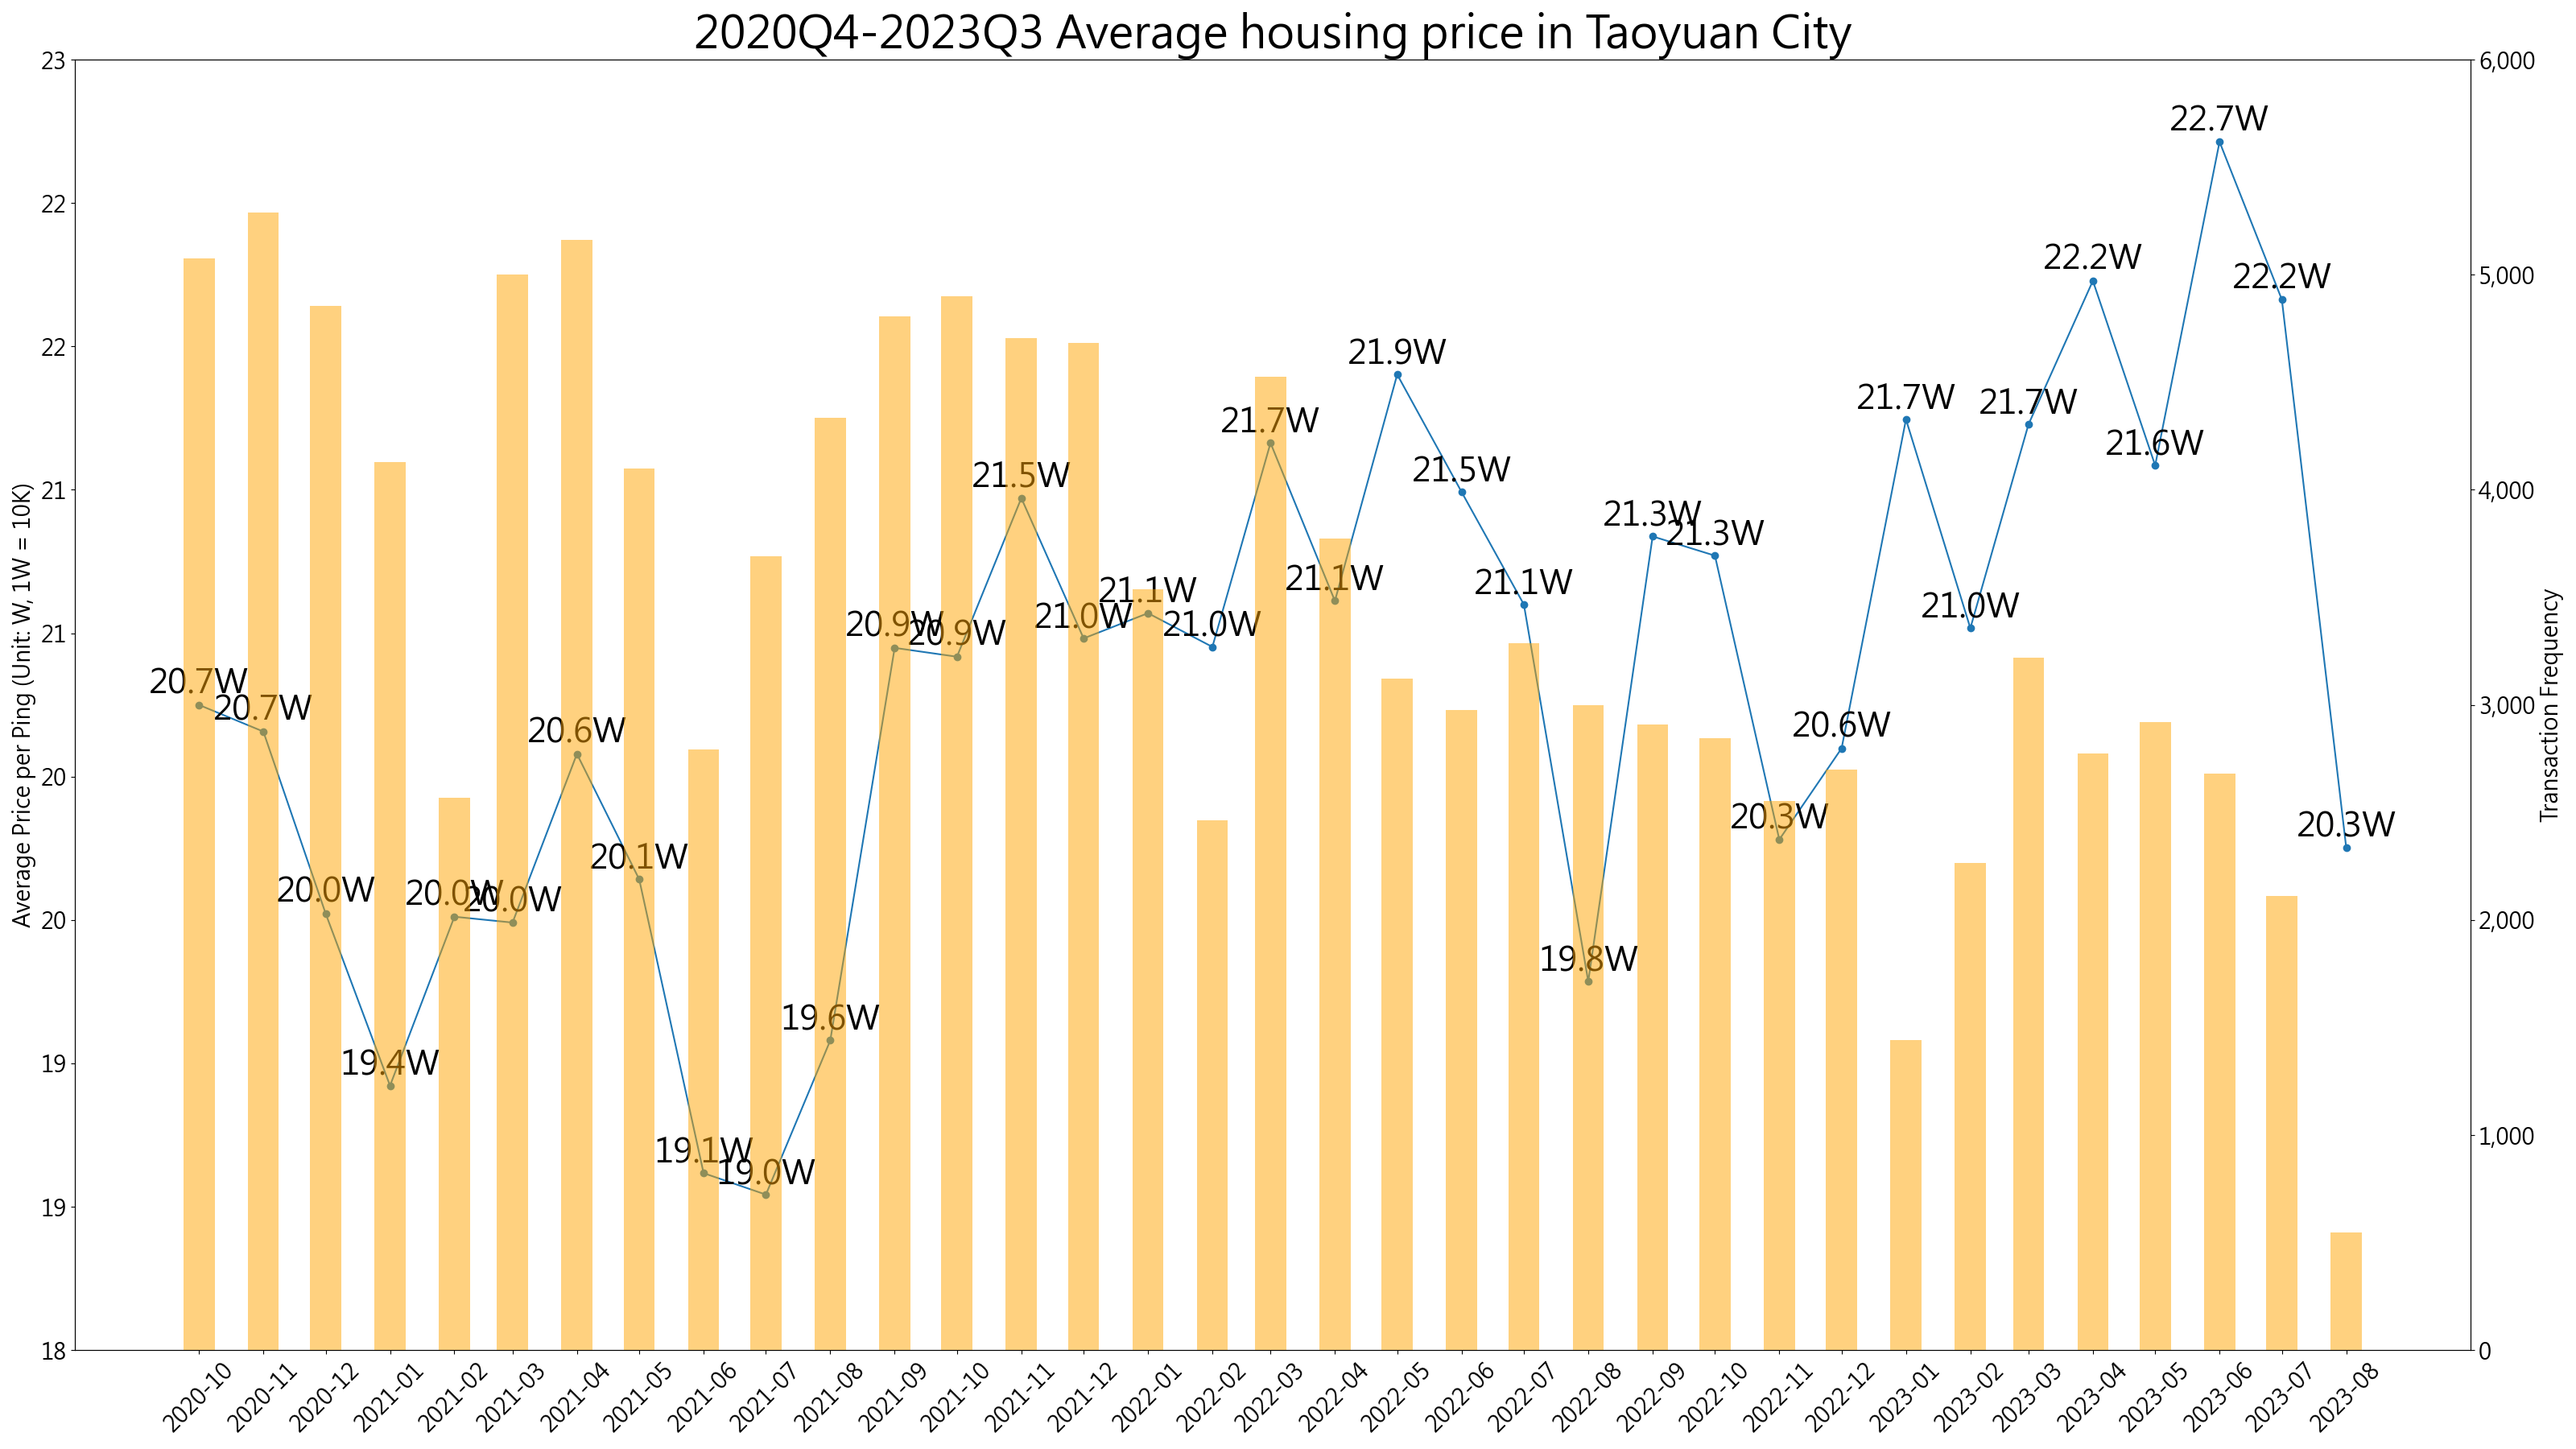 2020Q4-2023Q3 Average housing price in Taoyuan City
23
22
22
21
21
20
20
19
19
18
Average Price per Ping (Unit: W, 1W = 10K)
20.7W
20.7W
20.0W
19.4W
20.0W
20.0W
20.6W
20.1W
19.1W
19.0W
19.6W
20.9W
20.9W
21.5W
21.0W
21.1W
21.0W
21.7W
21.1W
21.9W
21.5W
21.1W
19.8W
21.3W
21.3W
20.3W
20.6W
21.7W
21.0W
21.7W
22.2W
21.6W
22.7W
22.2W
20.3W
6,000
5,000
4,000
3,000
2,000
1,000
0
Transaction Frequency
2020-10
2020-11
2020-12
2021-01
2021-02
2021-03
2021-04
2021-05
2021-06
2021-07
2021-08
2021-09
2021-10
2021-11
2021-12
2022-01
2022-02
2022-03
2022-04
2022-05
2022-06
2022-07
2022-08
2022-09
2022-10
2022-11
2022-12
2023-01
2023-02
2023-03
2023-04
2023-05
2023-06
2023-07
2023-08